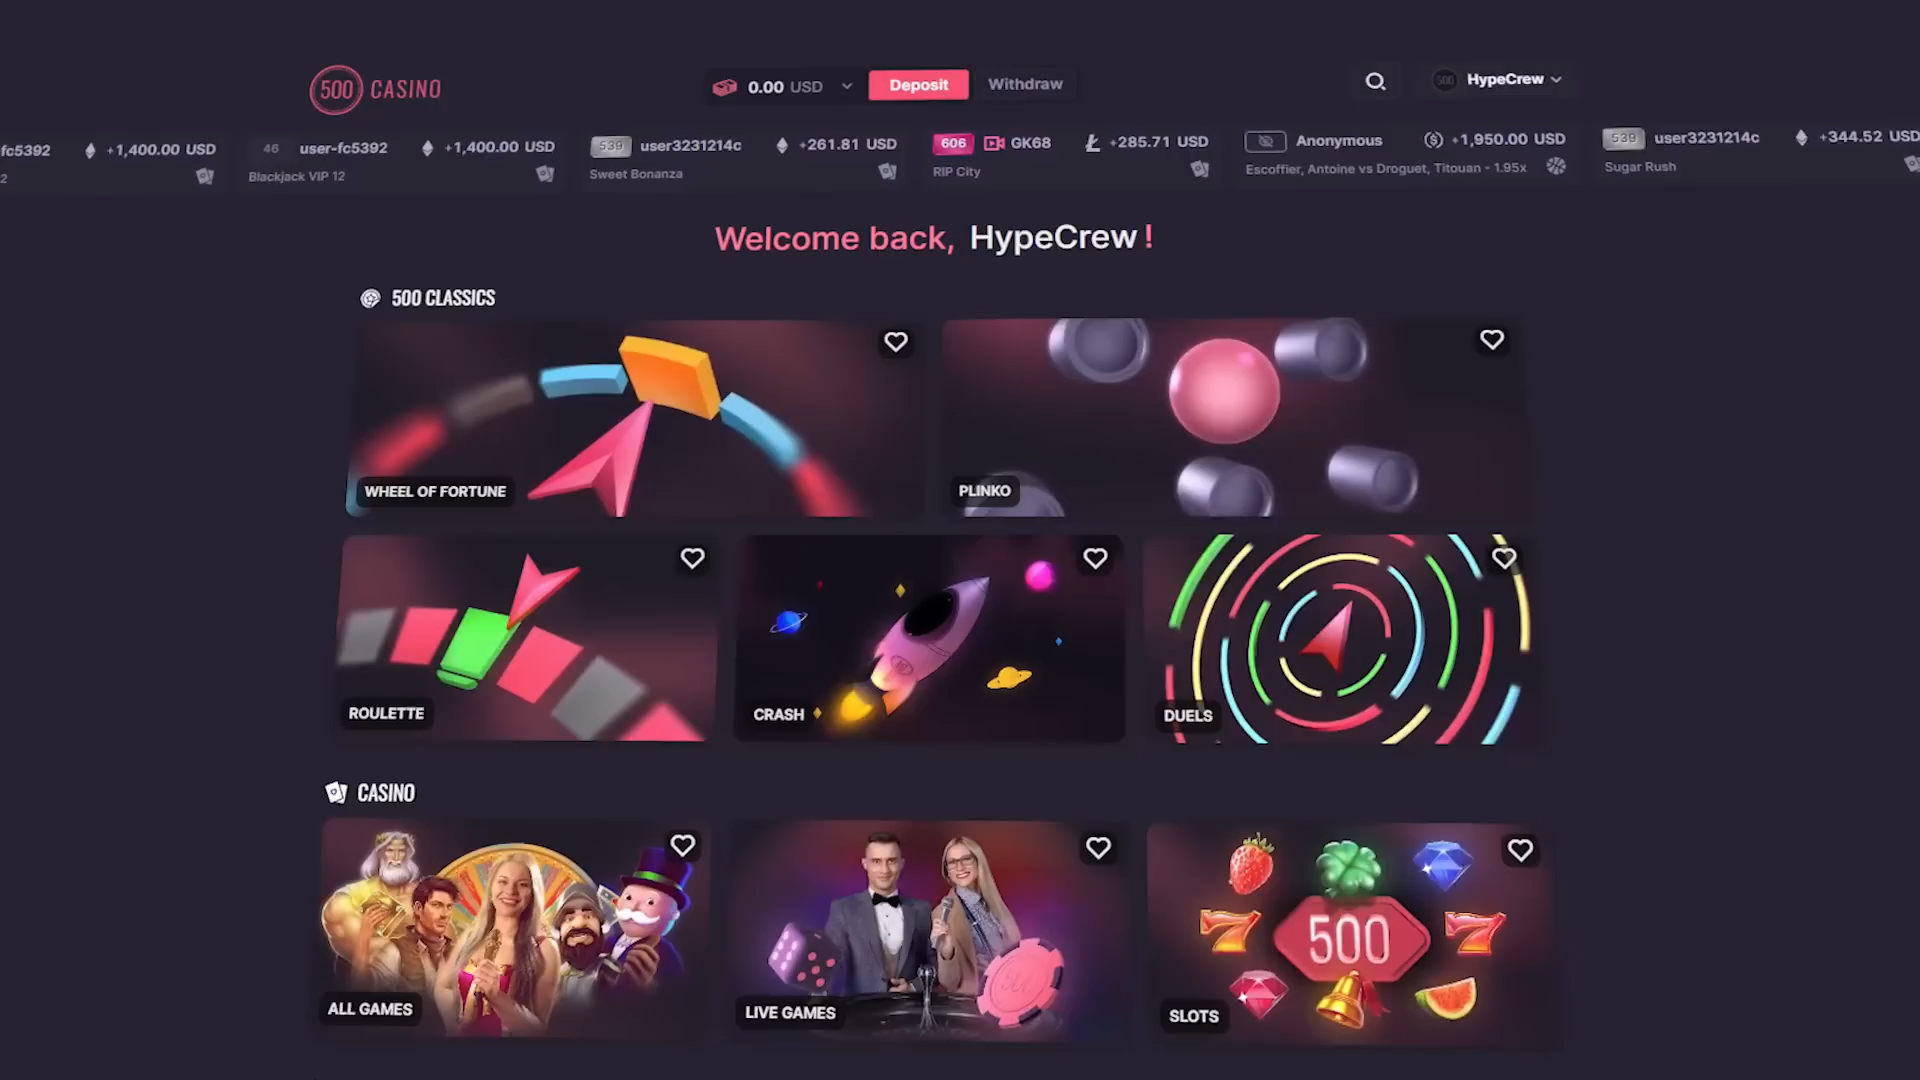 500 CASINO
0.00 USD
Deposit
Withdraw
500
HypeCrew
fc5392 +1,400.00 USD
2
46 user-fc5392 +1,400.00 USD
Blackjack VIP 12
539 user3231214c +261.81 USD
Sweet Bonanza
606 GK68 +285.71 USD
RIP City
Anonymous +1,950.00 USD
Escoffier, Antoine vs Droguet, Titouan - 1.95x
539 user3231214c +344.52 USD
Sugar Rush
Welcome back, HypeCrew!
500 CLASSICS
WHEEL OF FORTUNE
PLINKO
ROULETTE
CRASH
DUELS
CASINO
ALL GAMES
LIVE GAMES
500
SLOTS